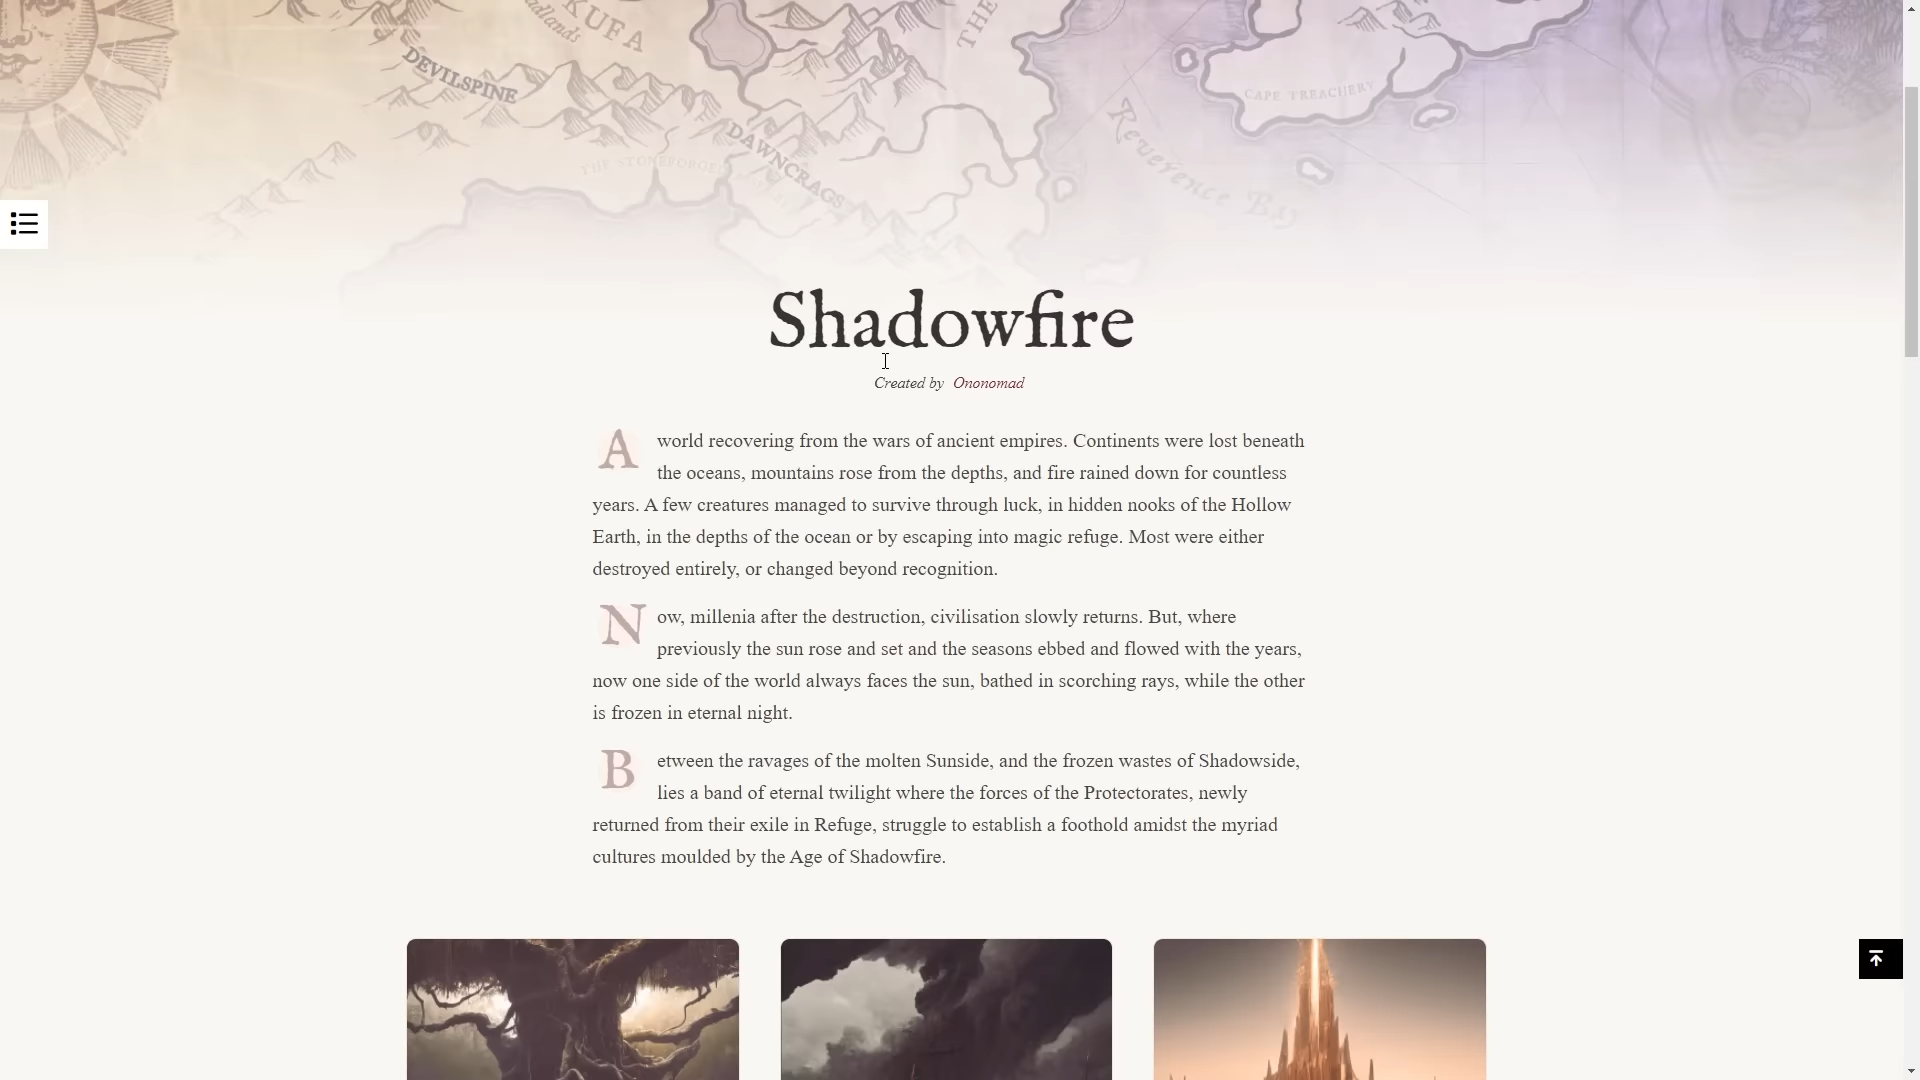 KUFA
DEVILSPINE
THE
CAPE TREACHERY
DAWNCRAGS
Reverence Bay
Shadowfire
Created by Ononomad
A world recovering from the wars of ancient empires. Continents were lost beneath
the oceans, mountains rose from the depths, and fire rained down for countless
years. A few creatures managed to survive through luck, in hidden nooks of the Hollow
Earth, in the depths of the ocean or by escaping into magic refuge. Most were either
destroyed entirely, or changed beyond recognition.
Now, millenia after the destruction, civilisation slowly returns. But, where
previously the sun rose and set and the seasons ebbed and flowed with the years,
now one side of the world always faces the sun, bathed in scorching rays, while the other
is frozen in eternal night.
Between the ravages of the molten Sunside, and the frozen wastes of Shadowside,
lies a band of eternal twilight where the forces of the Protectorates, newly
returned from their exile in Refuge, struggle to establish a foothold amidst the myriad
cultures moulded by the Age of Shadowfire.